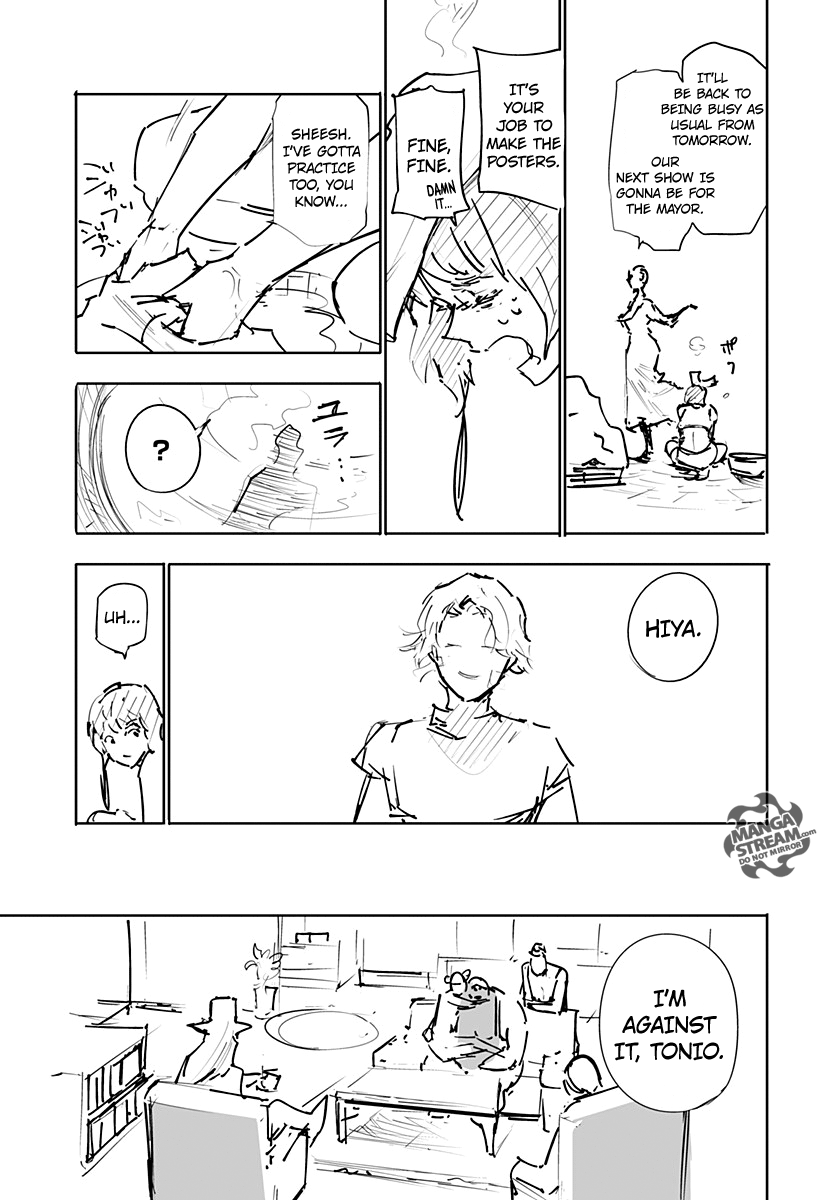 IT'LL
BE BACK TO
BEING BUSY AS
USUAL FROM
TOMORROW.
OUR
NEXT SHOW IS
GONNA BE FOR
THE MAYOR.
IT'S
YOUR
JOB TO
MAKE THE
POSTERS.
FINE,
FINE.
DAMN
IT...
SHEESH.
I'VE GOTTA
PRACTICE
TOO, YOU
KNOW...
?
HIYA.
UH...
I'M
AGAINST
IT, TONIO.
MANGA
STREAM.com
DO NOT MIRROR